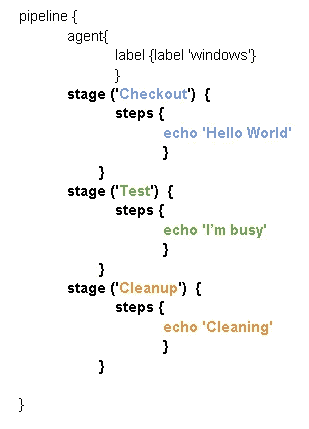 pipeline {
agent{
label {label 'windows'}
}
stage ('Checkout') {
steps {
echo 'Hello World'
}
}
stage ('Test') {
steps {
echo 'I’m busy'
}
}
stage ('Cleanup') {
steps {
echo 'Cleaning'
}
}
}